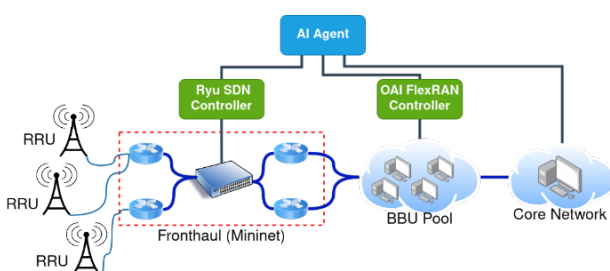 AI Agent
Ryu SDN
Controller
OAI FlexRAN
Controller
RRU
RRU
RRU
Fronthaul (Mininet)
BBU Pool
Core Network